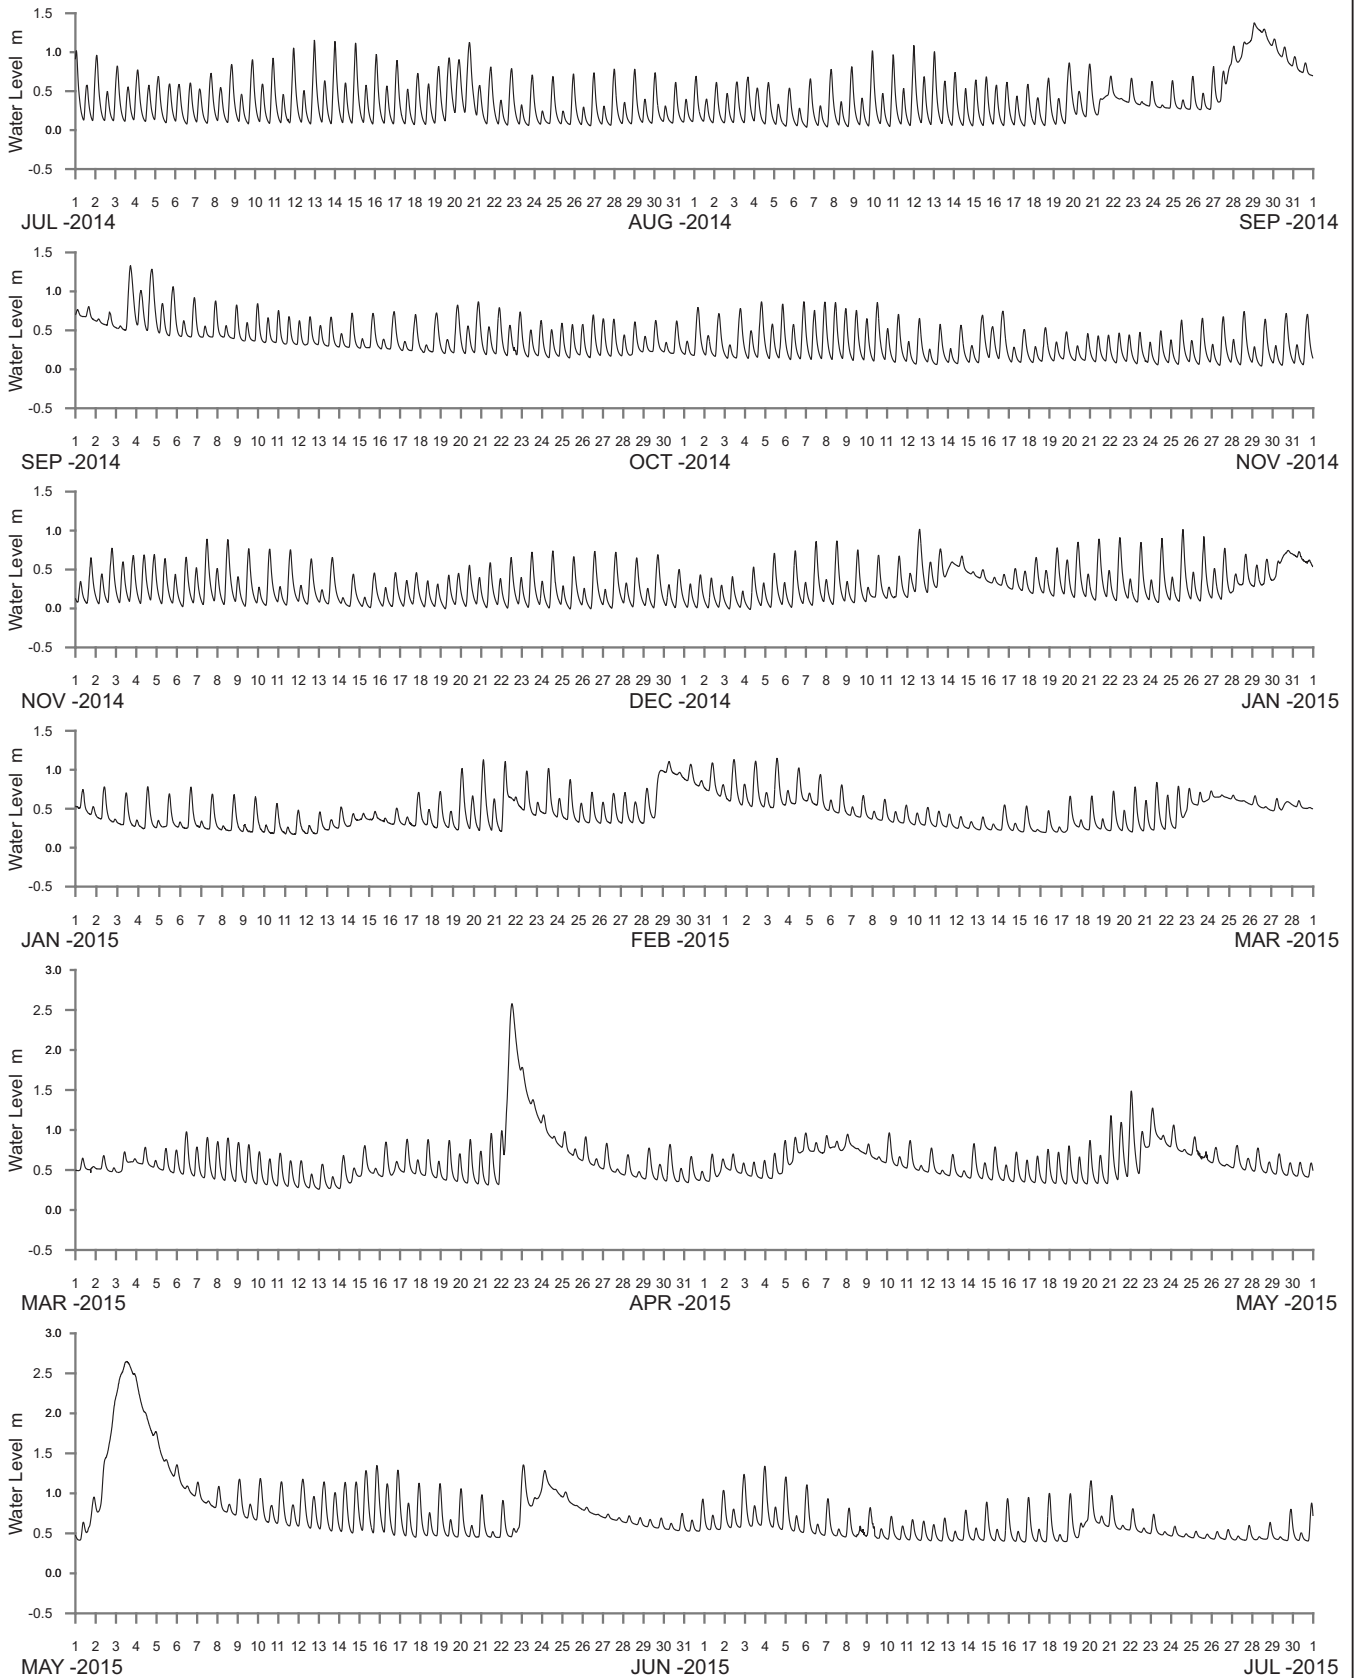 1.5
1.0
0.5
0.0
-0.5
Water Level m
1 2 3 4 5 6 7 8 9 10 11 12 13 14 15 16 17 18 19 20 21 22 23 24 25 26 27 28 29 30 31 1 2 3 4 5 6 7 8 9 10 11 12 13 14 15 16 17 18 19 20 21 22 23 24 25 26 27 28 29 30 31 1
JUL -2014 AUG -2014 SEP -2014
1.5
1.0
0.5
0.0
-0.5
Water Level m
1 2 3 4 5 6 7 8 9 10 11 12 13 14 15 16 17 18 19 20 21 22 23 24 25 26 27 28 29 30 1 2 3 4 5 6 7 8 9 10 11 12 13 14 15 16 17 18 19 20 21 22 23 24 25 26 27 28 29 30 31 1
SEP -2014 OCT -2014 NOV -2014
1.5
1.0
0.5
0.0
-0.5
Water Level m
1 2 3 4 5 6 7 8 9 10 11 12 13 14 15 16 17 18 19 20 21 22 23 24 25 26 27 28 29 30 1 2 3 4 5 6 7 8 9 10 11 12 13 14 15 16 17 18 19 20 21 22 23 24 25 26 27 28 29 30 31 1
NOV -2014 DEC -2014 JAN -2015
1.5
1.0
0.5
0.0
-0.5
Water Level m
1 2 3 4 5 6 7 8 9 10 11 12 13 14 15 16 17 18 19 20 21 22 23 24 25 26 27 28 29 30 31 1 2 3 4 5 6 7 8 9 10 11 12 13 14 15 16 17 18 19 20 21 22 23 24 25 26 27 28 1
JAN -2015 FEB -2015 MAR -2015
3.0
2.5
2.0
1.5
1.0
0.5
0.0
-0.5
Water Level m
1 2 3 4 5 6 7 8 9 10 11 12 13 14 15 16 17 18 19 20 21 22 23 24 25 26 27 28 29 30 31 1 2 3 4 5 6 7 8 9 10 11 12 13 14 15 16 17 18 19 20 21 22 23 24 25 26 27 28 29 30 1
MAR -2015 APR -2015 MAY -2015
3.0
2.5
2.0
1.5
1.0
0.5
0.0
-0.5
Water Level m
1 2 3 4 5 6 7 8 9 10 11 12 13 14 15 16 17 18 19 20 21 22 23 24 25 26 27 28 29 30 31 1 2 3 4 5 6 7 8 9 10 11 12 13 14 15 16 17 18 19 20 21 22 23 24 25 26 27 28 29 30 1
MAY -2015 JUN -2015 JUL -2015